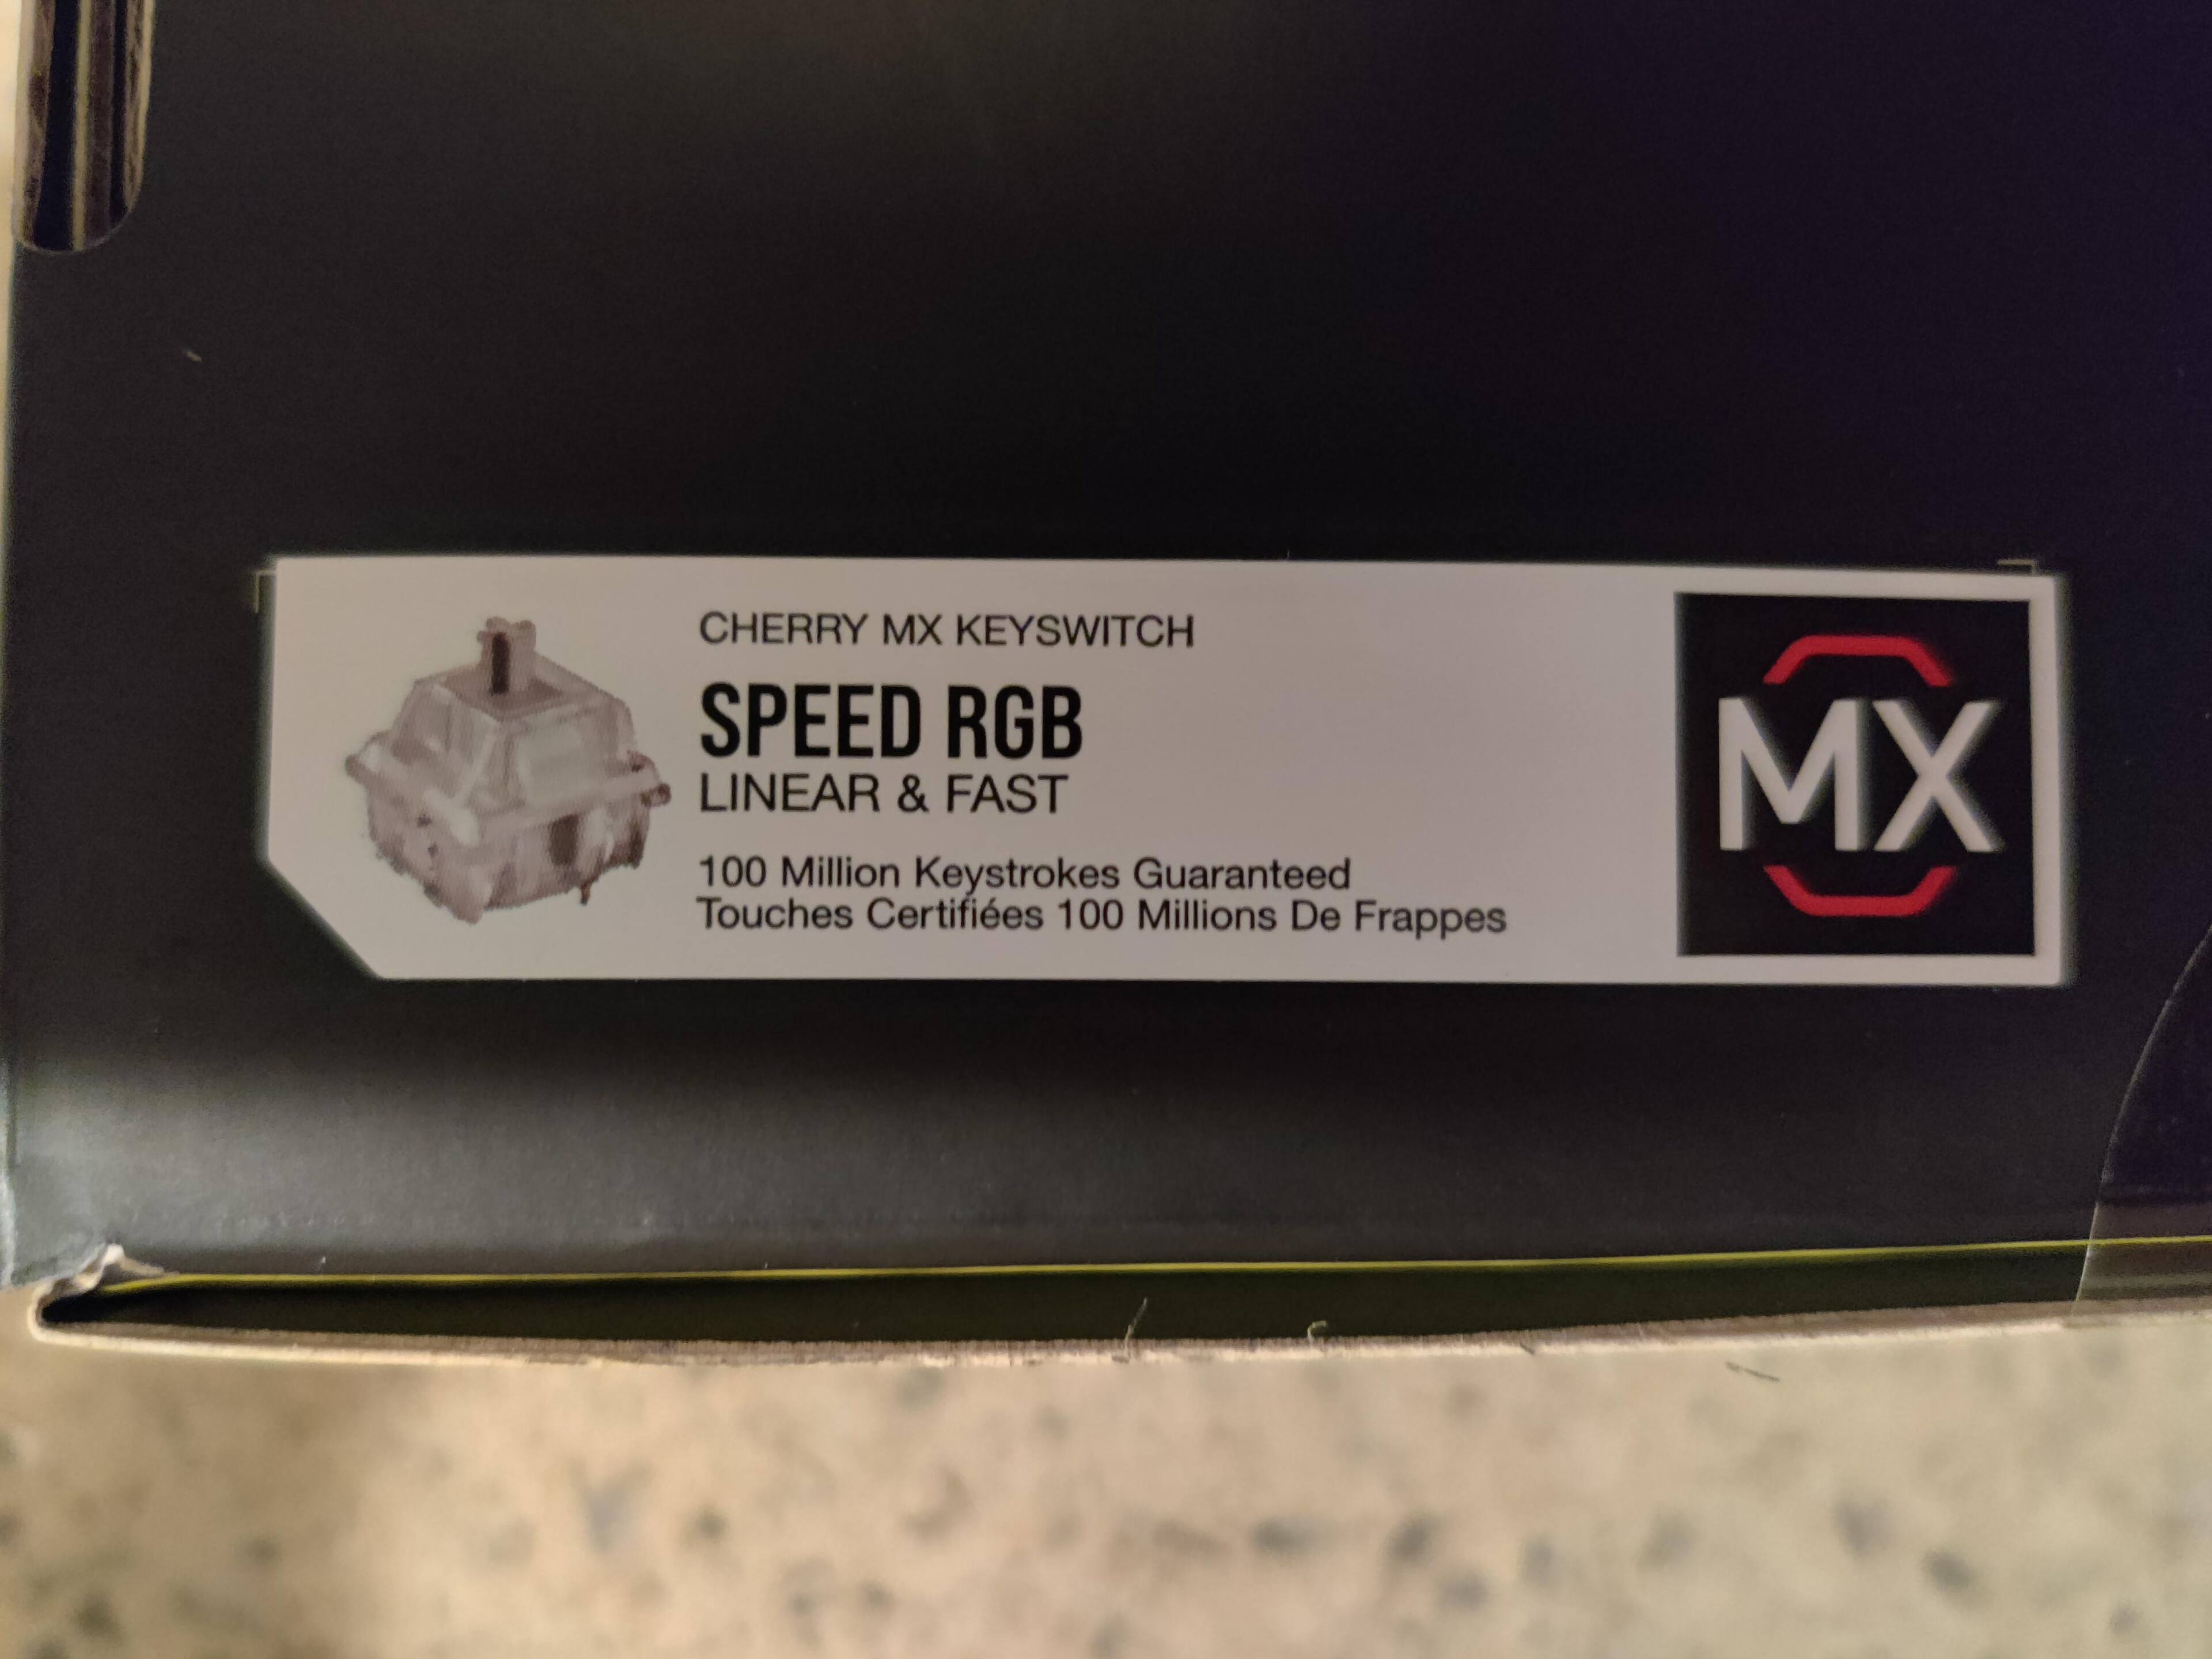 CHERRY MX KEYSWITCH
SPEED RGB
LINEAR & FAST
100 Million Keystrokes Guaranteed
Touches Certifiées 100 Millions De Frappes
MX